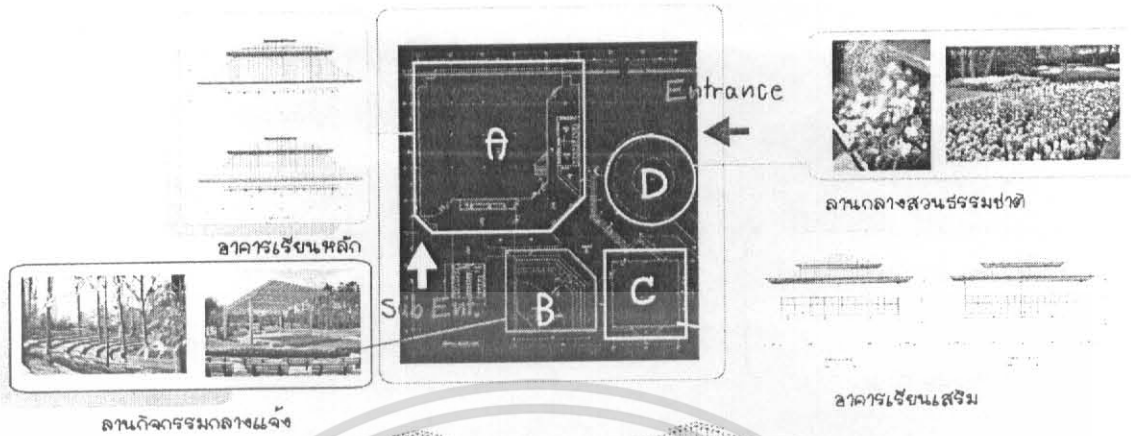 Entrance
A
D
ลานกลางสวนธรรมชาติ
อาคารเรียนหลัก
Sub Ent.
B
C
อาคารเรียนเสริม
ลานกิจกรรมกลางแจ้ง